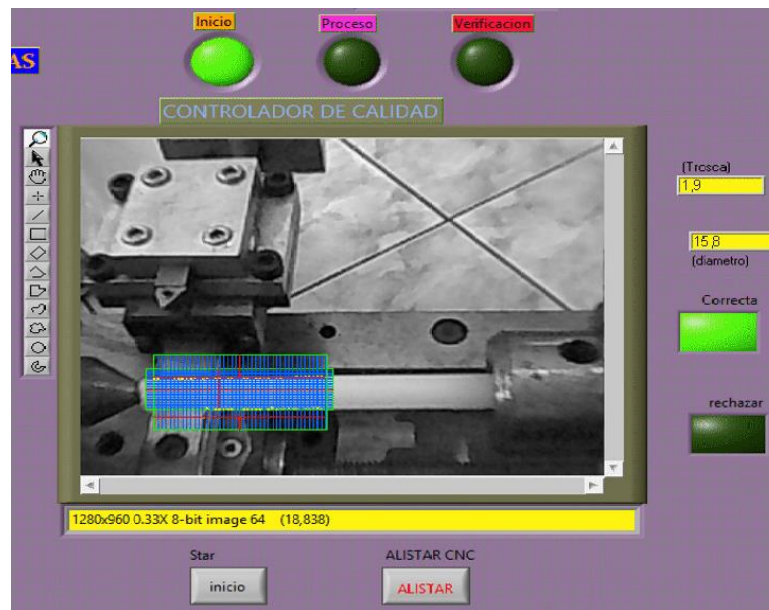 Inicio
Proceso
Verificacion
AS
CONTROLADOR DE CALIDAD
(Trosca)
1,9
15,8
(diametro)
Correcta
rechazar
1280x960 0.33X 8-bit image 64 (18,838)
Star
inicio
ALISTAR CNC
ALISTAR